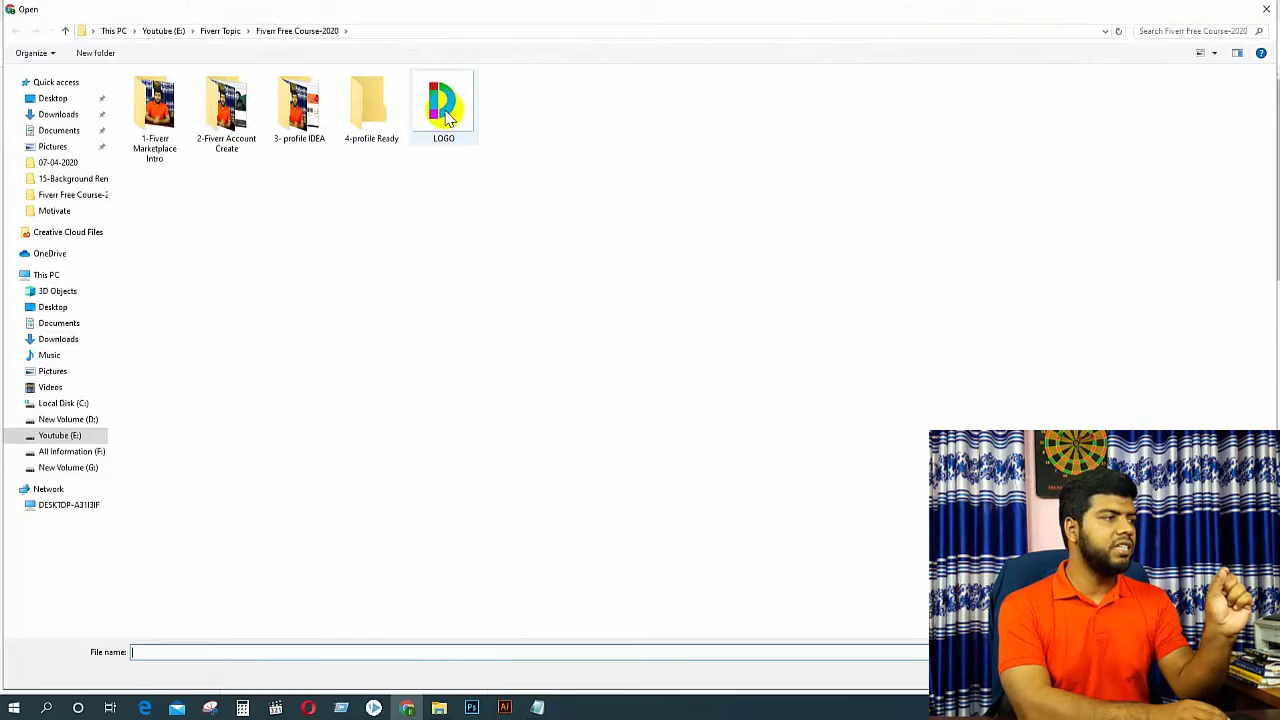 Open
This PC > Youtube (E:) > Fiverr Topic > Fiverr Free Course-2020 >
Search Fiverr Free Course-2020
Organize
New folder
Quick access
Desktop
Downloads
Documents
Pictures
07-04-2020
15-Background Ren
Fiverr Free Course-2
Motivate
Creative Cloud Files
OneDrive
This PC
3D Objects
Desktop
Documents
Downloads
Music
Pictures
Videos
Local Disk (C:)
New Volume (D:)
Youtube (E:)
All Information (F:)
New Volume (G:)
Network
DESKTOP-A31I3IF
1-Fiverr
Marketplace
Intro
2-Fiverr Account
Create
3- profile IDEA
4-profile Ready
LOGO
File name:
Ps
Ai